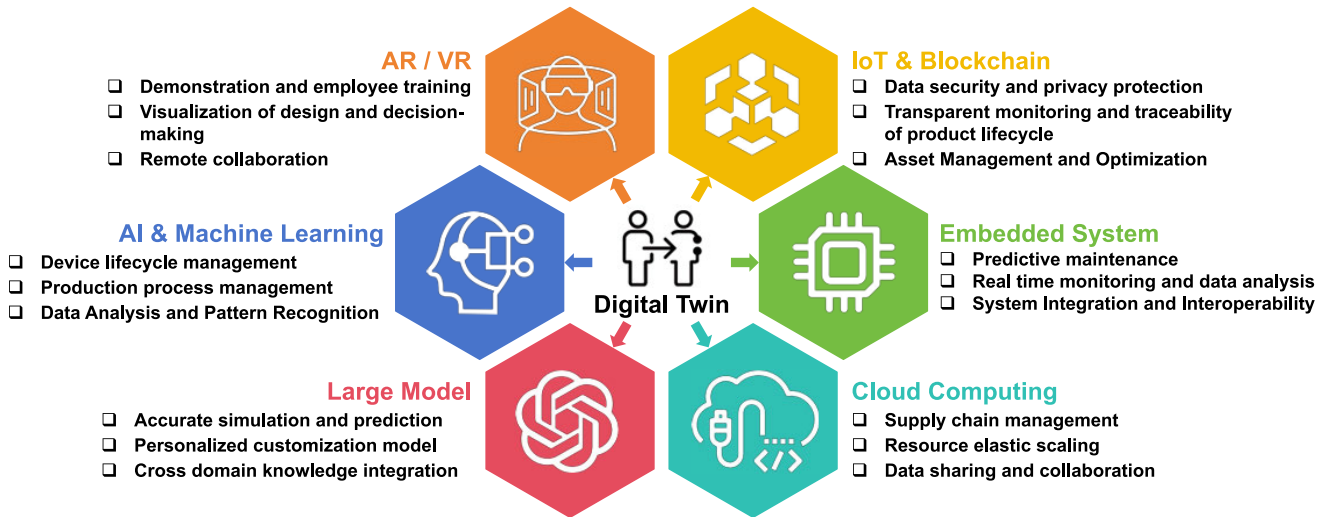 AR / VR
❑ Demonstration and employee training
❑ Visualization of design and decision-
making
❑ Remote collaboration
IoT & Blockchain
❑ Data security and privacy protection
❑ Transparent monitoring and traceability
of product lifecycle
❑ Asset Management and Optimization
AI & Machine Learning
❑ Device lifecycle management
❑ Production process management
❑ Data Analysis and Pattern Recognition
Digital Twin
Embedded System
❑ Predictive maintenance
❑ Real time monitoring and data analysis
❑ System Integration and Interoperability
Large Model
❑ Accurate simulation and prediction
❑ Personalized customization model
❑ Cross domain knowledge integration
Cloud Computing
❑ Supply chain management
❑ Resource elastic scaling
❑ Data sharing and collaboration